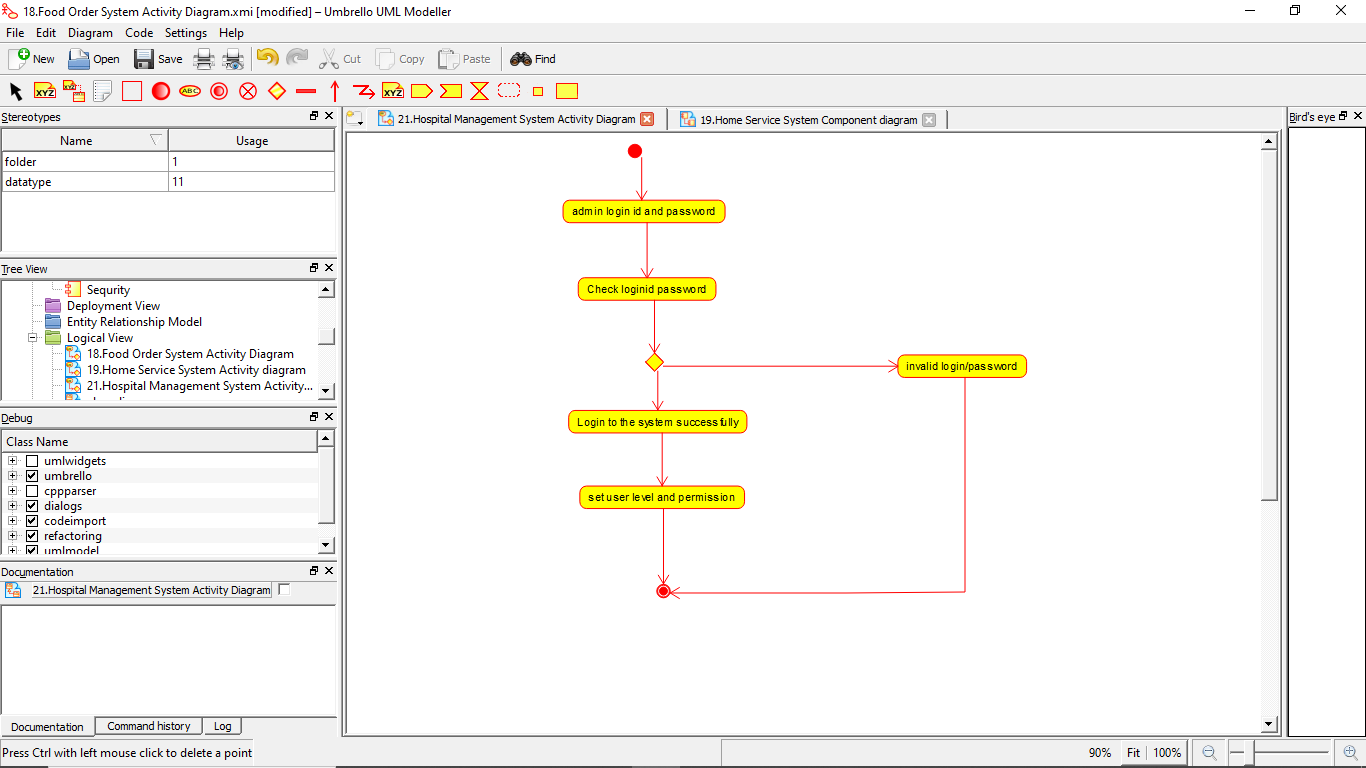 18.Food Order System Activity Diagram.xmi [modified] – Umbrello UML Modeller
File Edit Diagram Code Settings Help
New Open Save Cut Copy Paste Find
XYZ XYZ ABC XYZ
Stereotypes
Name Usage
folder 1
datatype 11
Tree View
Sequrity
Deployment View
Entity Relationship Model
Logical View
18.Food Order System Activity Diagram
19.Home Service System Activity diagram
21.Hospital Management System Activity...
Debug
Class Name
umlwidgets
umbrello
cppparser
dialogs
codeimport
refactoring
umlmodel
Documentation
21.Hospital Management System Activity Diagram
Documentation Command history Log
21.Hospital Management System Activity Diagram
19.Home Service System Component diagram
admin login id and password
Check loginid password
invalid login/password
Login to the system successfully
set user level and permission
Bird's eye
Press Ctrl with left mouse click to delete a point
90% Fit 100%